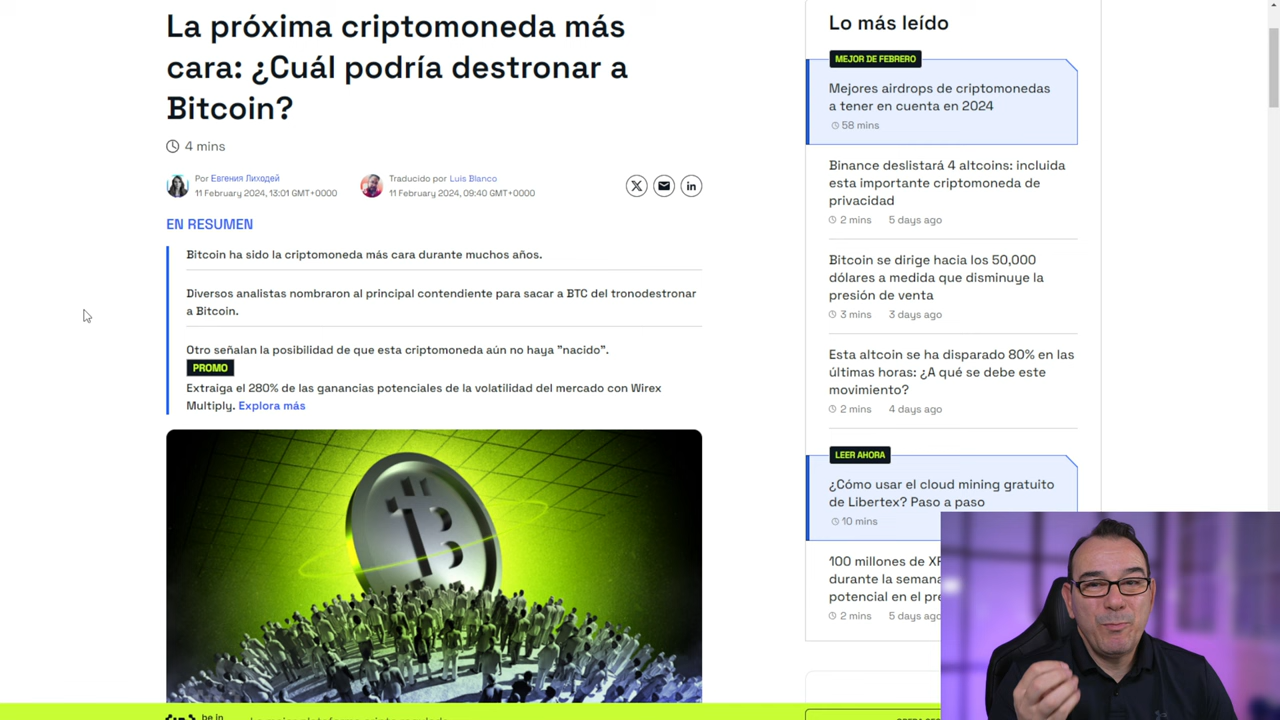 La próxima criptomoneda más
cara: ¿Cuál podría destronar a
Bitcoin?
4 mins
Por Евгения Лиходей
11 February 2024, 13:01 GMT+0000
Traducido por Luis Blanco
11 February 2024, 09:40 GMT+0000
EN RESUMEN
Bitcoin ha sido la criptomoneda más cara durante muchos años.
Diversos analistas nombraron al principal contendiente para sacar a BTC del tronodestronar
a Bitcoin.
Otro señalan la posibilidad de que esta criptomoneda aún no haya "nacido".
PROMO
Extraiga el 280% de las ganancias potenciales de la volatilidad del mercado con Wirex
Multiply. Explora más
Lo más leído
MEJOR DE FEBRERO
Mejores airdrops de criptomonedas
a tener en cuenta en 2024
58 mins
Binance deslistará 4 altcoins: incluida
esta importante criptomoneda de
privacidad
2 mins 5 days ago
Bitcoin se dirige hacia los 50,000
dólares a medida que disminuye la
presión de venta
3 mins 3 days ago
Esta altcoin se ha disparado 80% en las
últimas horas: ¿A qué se debe este
movimiento?
2 mins 4 days ago
LEER AHORA
¿Cómo usar el cloud mining gratuito
de Libertex? Paso a paso
10 mins
100 millones de
durante la semana
potencial en el
2 mins 5 days ago
be in